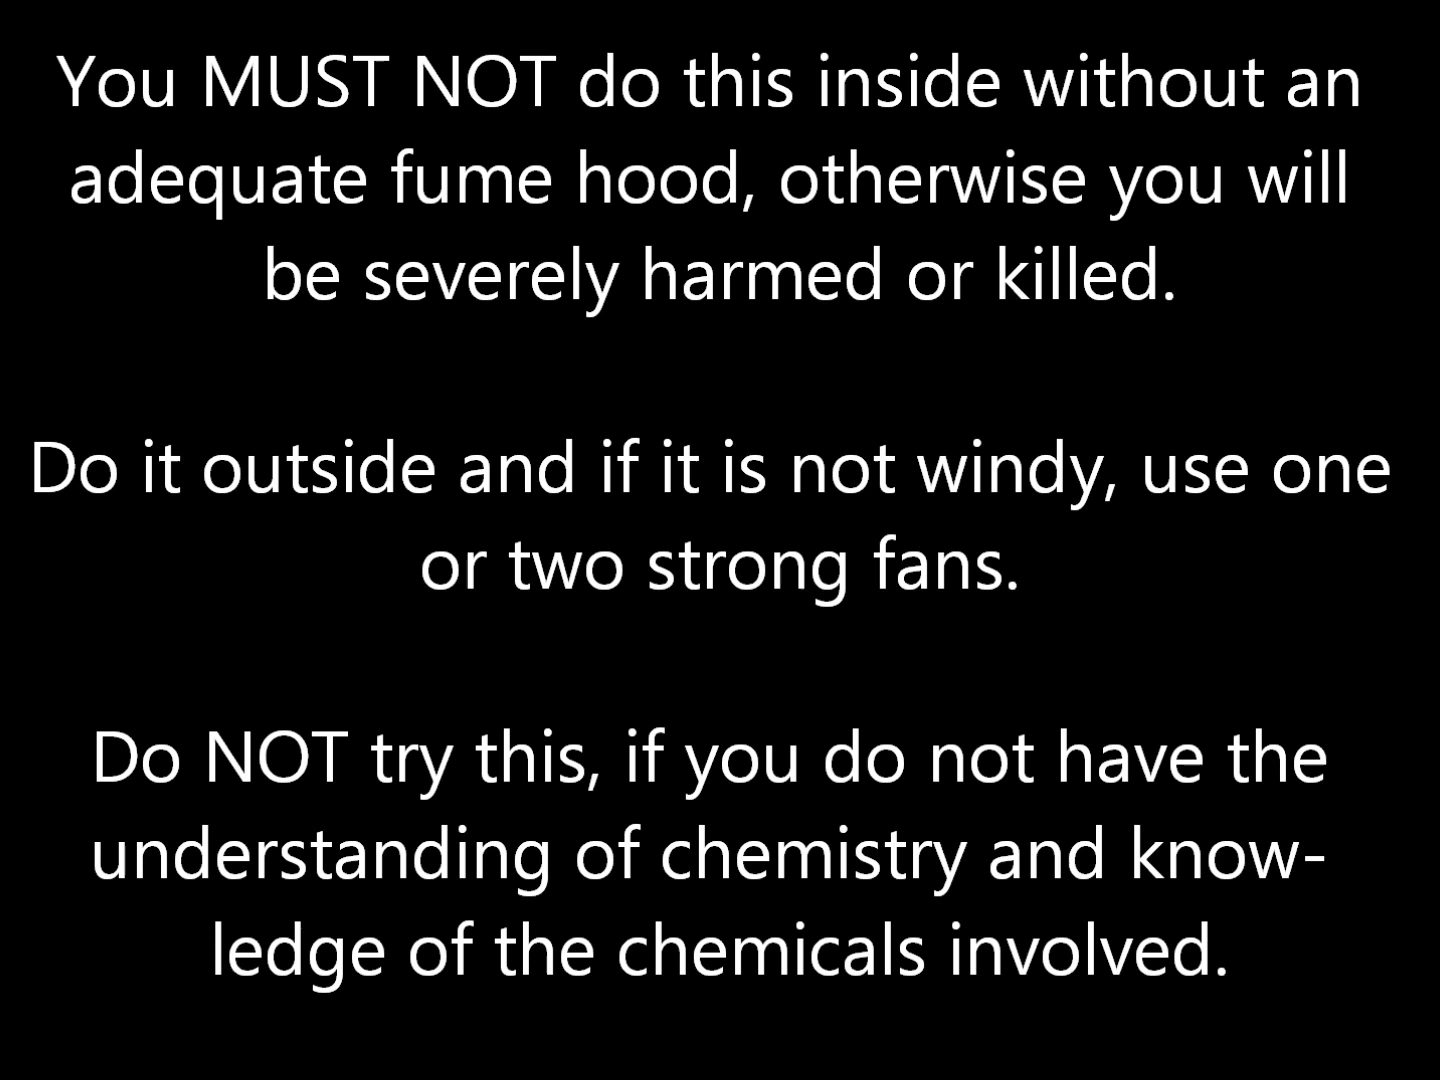 You MUST NOT do this inside without an
adequate fume hood, otherwise you will
be severely harmed or killed.
Do it outside and if it is not windy, use one
or two strong fans.
Do NOT try this, if you do not have the
understanding of chemistry and know-
ledge of the chemicals involved.